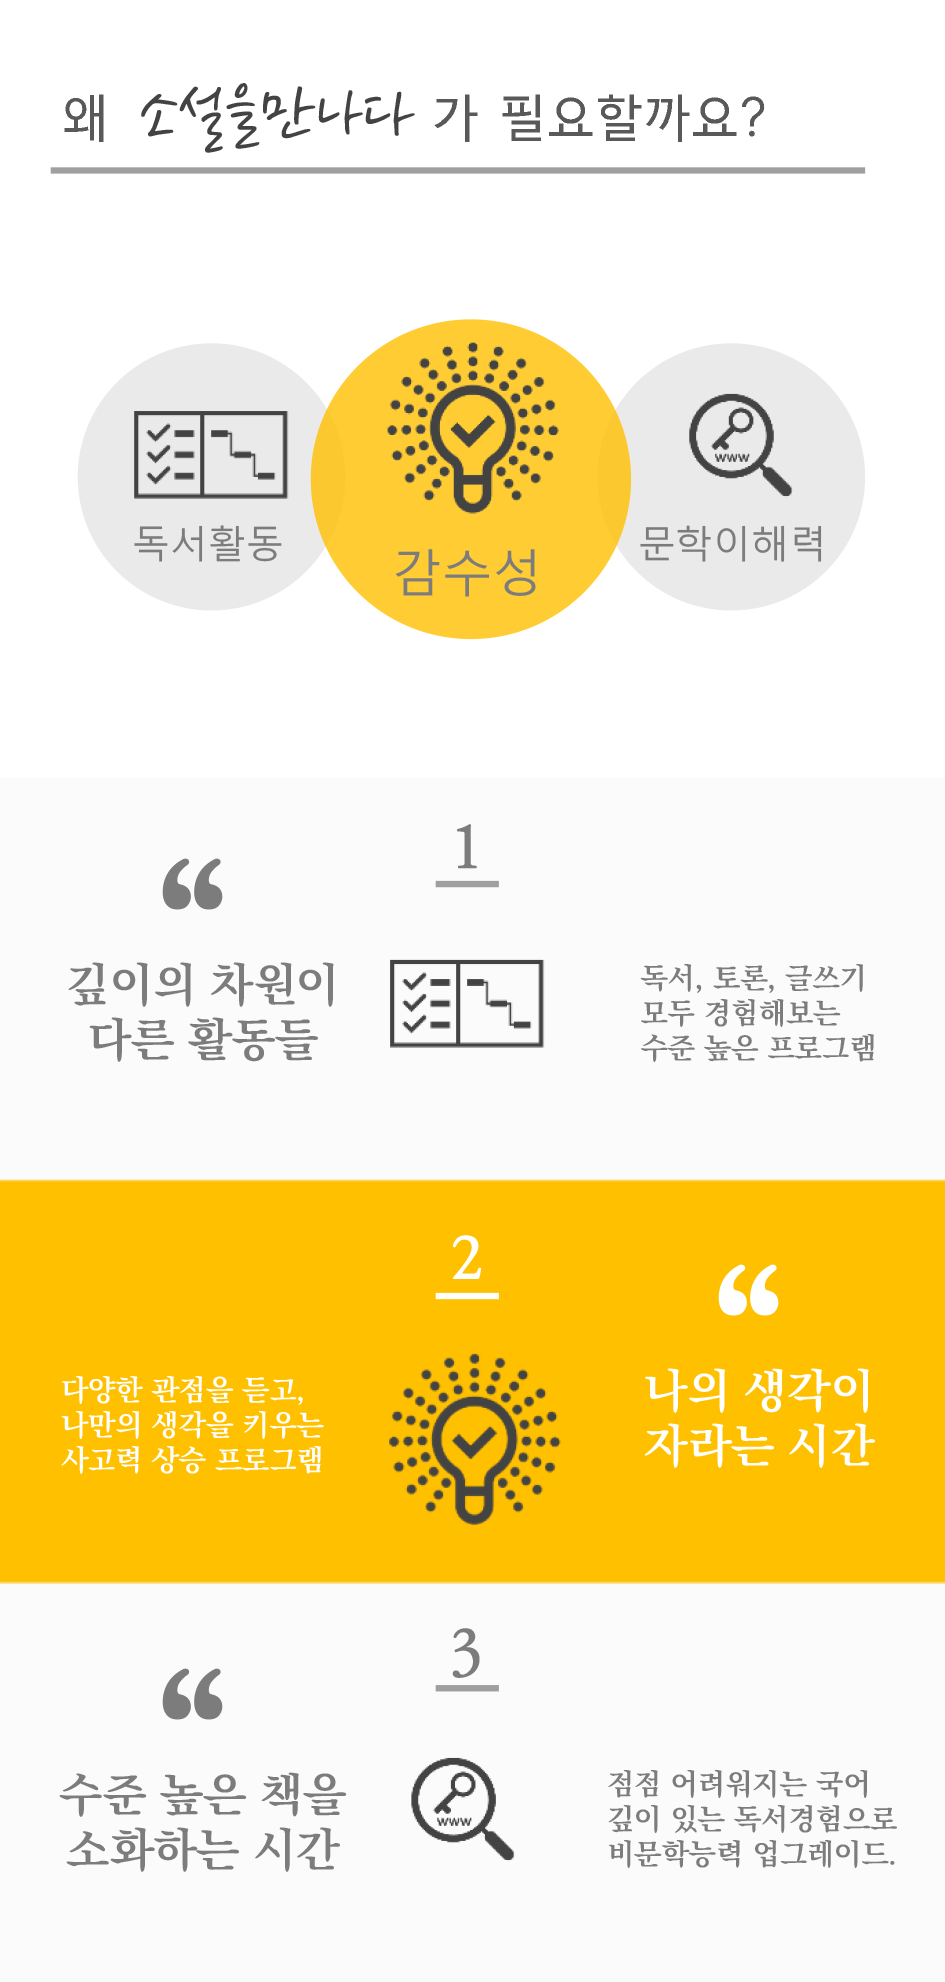 왜 소설을만나다 가 필요할까요?
독서활동
감수성
www
문학이해력
1
“
깊이의 차원이
다른 활동들
독서, 토론, 글쓰기
모두 경험해보는
수준 높은 프로그램
2
다양한 관점을 듣고,
나만의 생각을 키우는
사고력 상승 프로그램
“
나의 생각이
자라는 시간
3
“
수준 높은 책을
소화하는 시간
www
점점 어려워지는 국어
깊이 있는 독서경험으로
비문학능력 업그레이드.